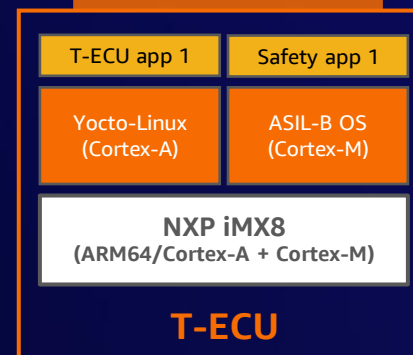 T-ECU app 1
Safety app 1
Yocto-Linux
(Cortex-A)
ASIL-B OS
(Cortex-M)
NXP iMX8
(ARM64/Cortex-A + Cortex-M)
T-ECU